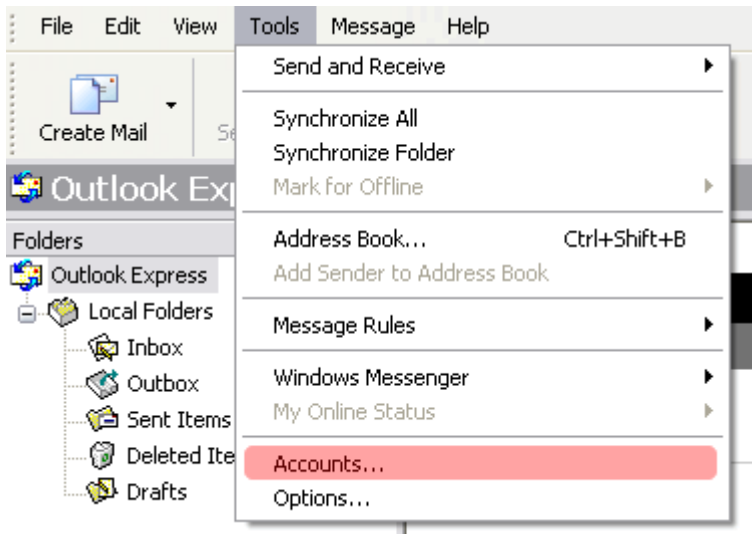 File Edit View Tools Message Help
Send and Receive
Create Mail
Synchronize All
Synchronize Folder
Mark for Offline
Outlook Exp
Folders
Outlook Express
Local Folders
Inbox
Outbox
Sent Items
Deleted Ite
Drafts
Address Book... Ctrl+Shift+B
Add Sender to Address Book
Message Rules
Windows Messenger
My Online Status
Accounts...
Options...